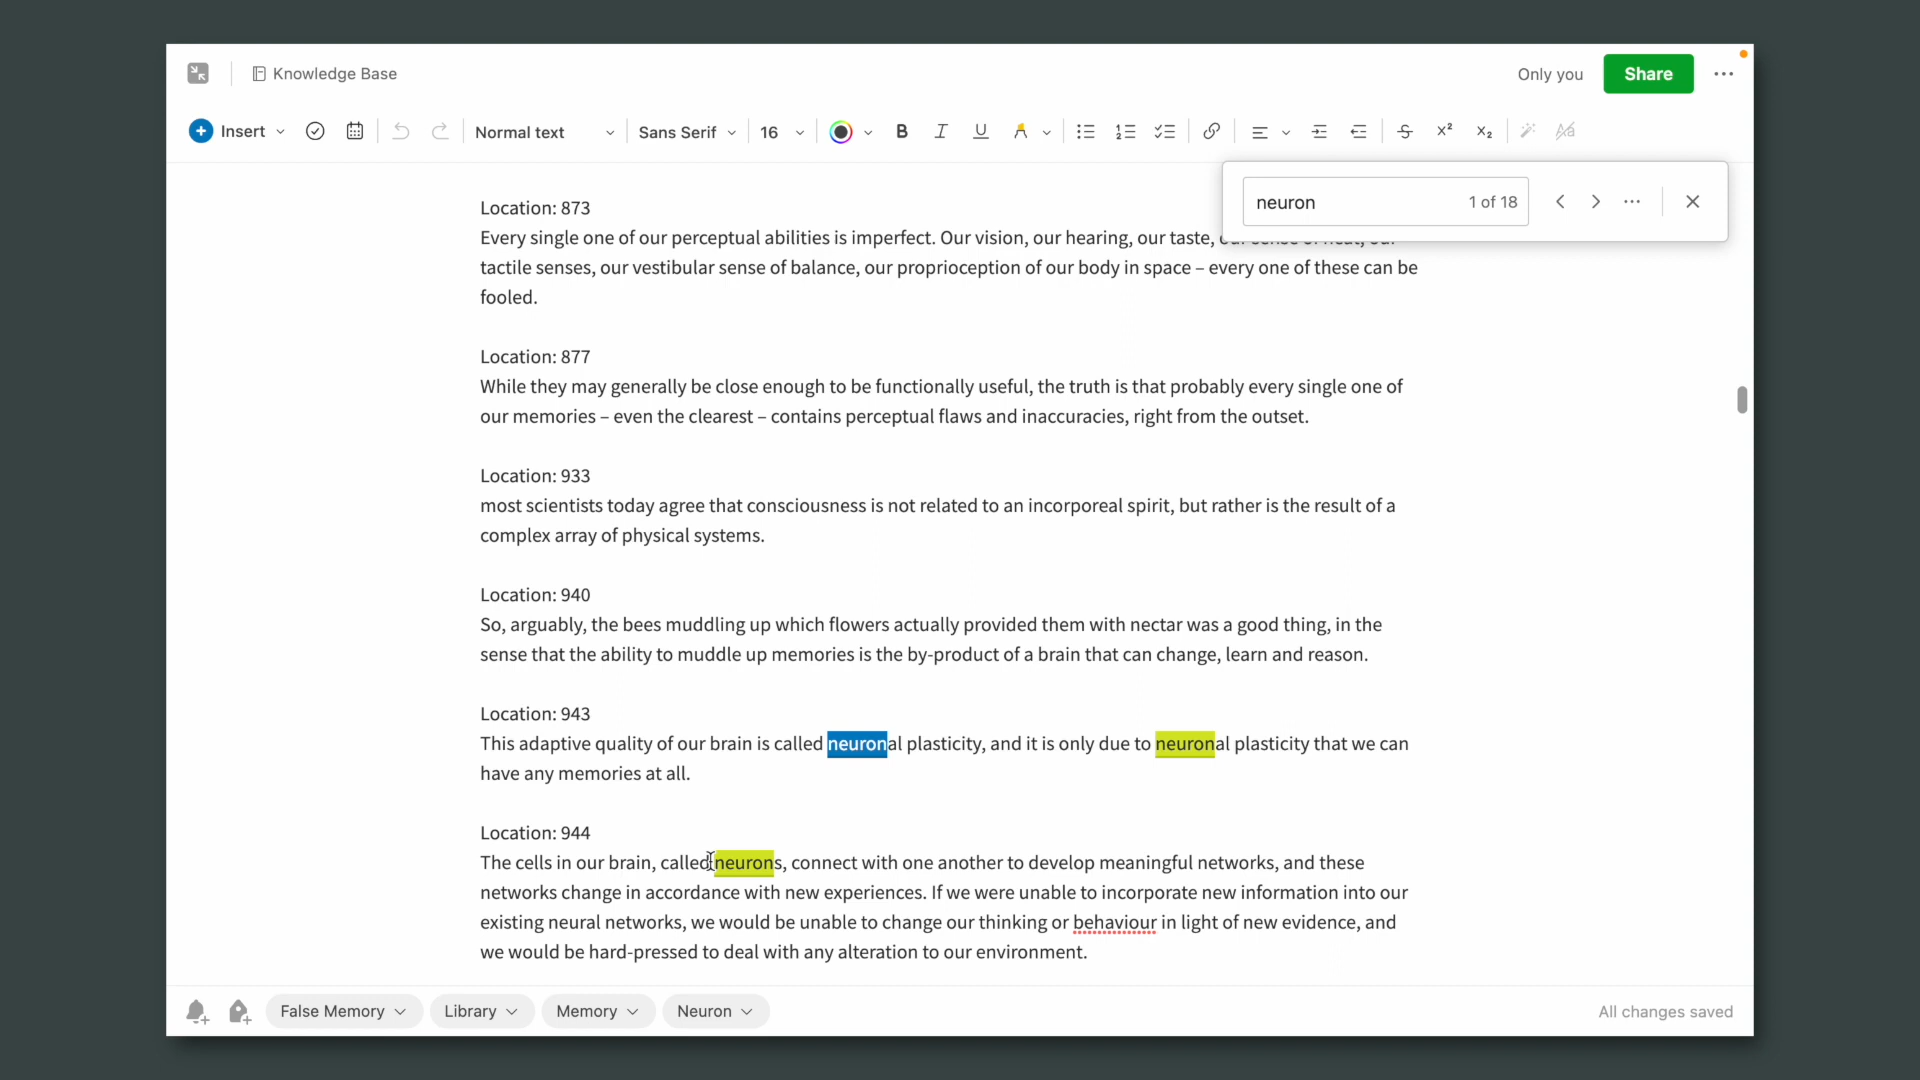 Knowledge Base
Only you
Share
Insert
Normal text
Sans Serif
16
B
I
U
neuron
1 of 18
Location: 873
Every single one of our perceptual abilities is imperfect. Our vision, our hearing, our taste,
tactile senses, our vestibular sense of balance, our proprioception of our body in space – every one of these can be
fooled.
Location: 877
While they may generally be close enough to be functionally useful, the truth is that probably every single one of
our memories – even the clearest – contains perceptual flaws and inaccuracies, right from the outset.
Location: 933
most scientists today agree that consciousness is not related to an incorporeal spirit, but rather is the result of a
complex array of physical systems.
Location: 940
So, arguably, the bees muddling up which flowers actually provided them with nectar was a good thing, in the
sense that the ability to muddle up memories is the by-product of a brain that can change, learn and reason.
Location: 943
This adaptive quality of our brain is called neuronal plasticity, and it is only due to neuronal plasticity that we can
have any memories at all.
Location: 944
The cells in our brain, called neurons, connect with one another to develop meaningful networks, and these
networks change in accordance with new experiences. If we were unable to incorporate new information into our
existing neural networks, we would be unable to change our thinking or behaviour in light of new evidence, and
we would be hard-pressed to deal with any alteration to our environment.
False Memory
Library
Memory
Neuron
All changes saved